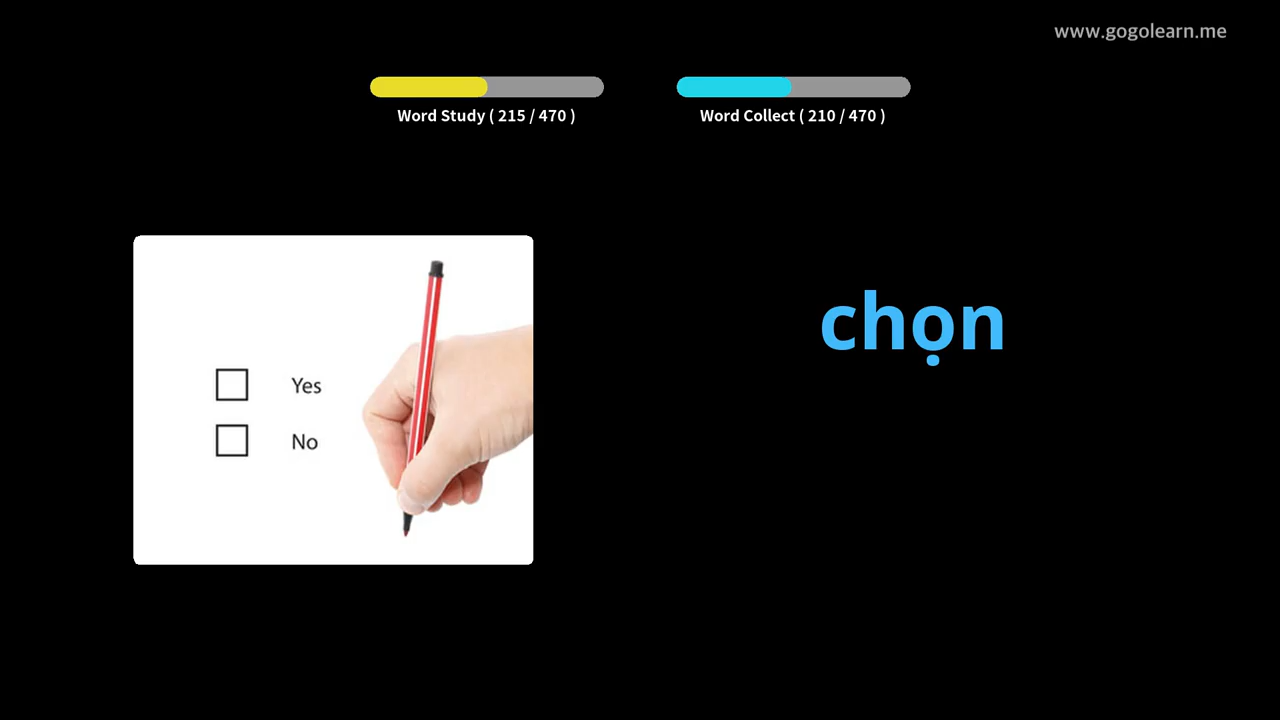 www.gogolearn.me
Word Study ( 215 / 470 )
Word Collect ( 210 / 470 )
chọn
Yes
No